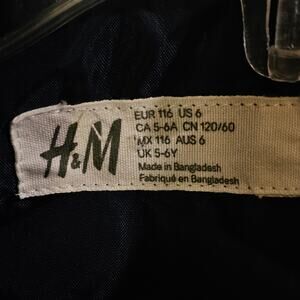 H&M
EUR 116 US 6
CA 5-6A CN 120/60
MX 116 AUS 6
UK 5-6Y
Made in Bangladesh
Fabriqué en Bangladesh